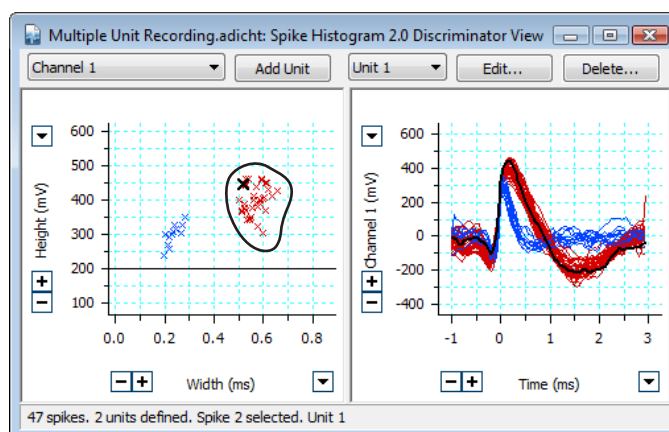 Multiple Unit Recording.adicht: Spike Histogram 2.0 Discriminator View
Channel 1 Add Unit Unit 1 Edit... Delete...
Height (mV)
600
500
400
300
200
100
0.0 0.2 0.4 0.6 0.8
Width (ms)
Channel 1 (mV)
600
400
200
0
-200
-400
-1 0 1 2 3
Time (ms)
47 spikes. 2 units defined. Spike 2 selected. Unit 1